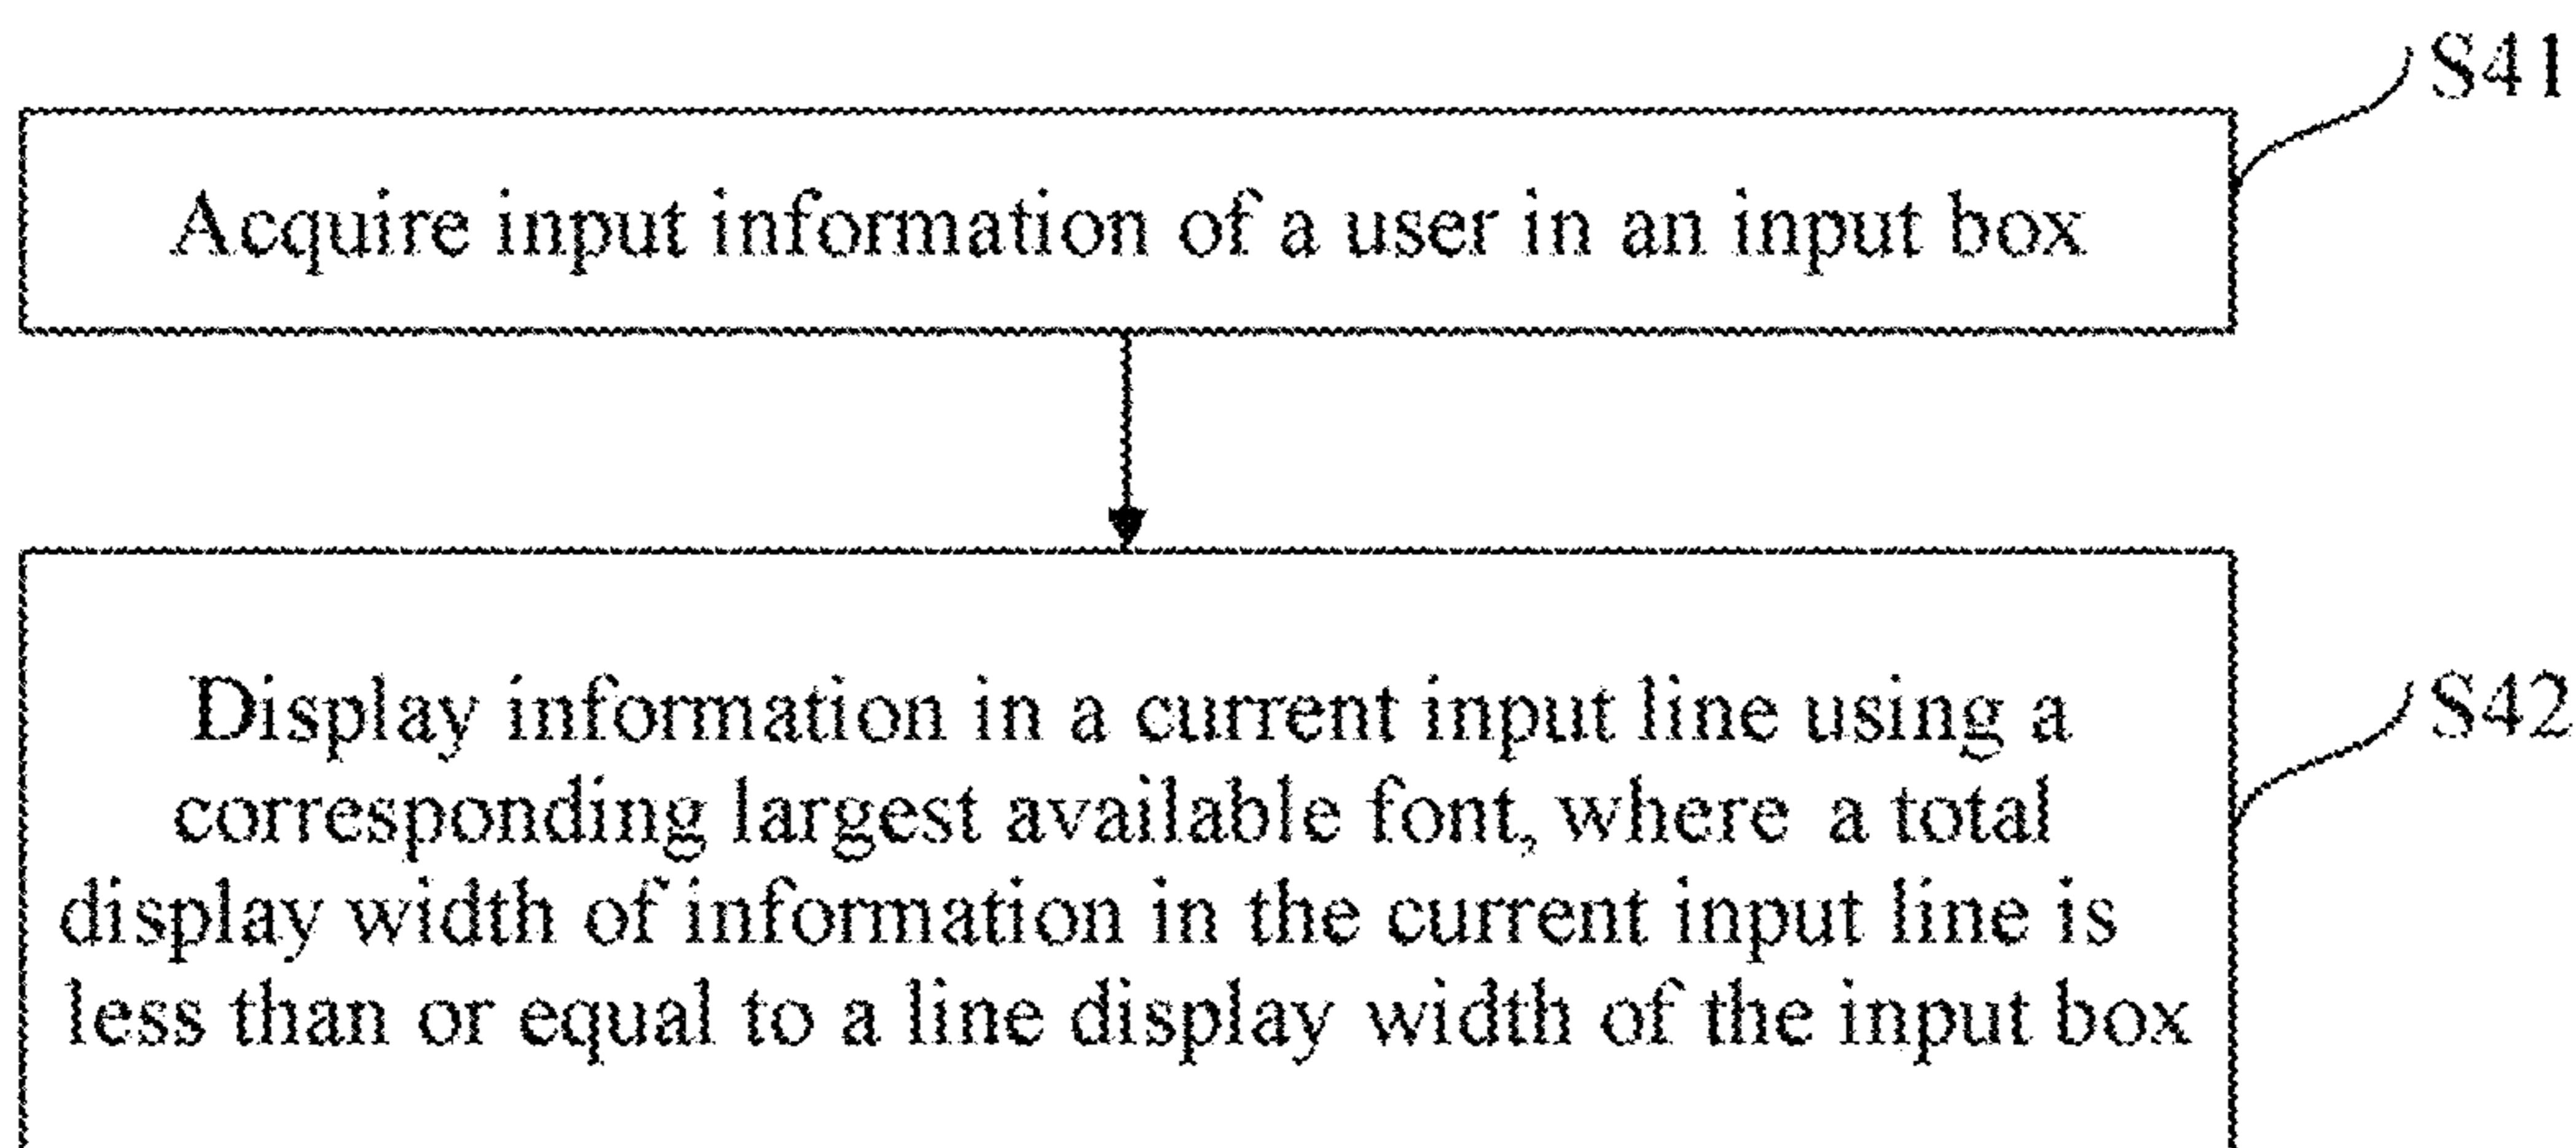 S41
Acquire input information of a user in an input box
Display information in a current input line using a
S42
corresponding largest available font, where a total
display width of information in the current input line is
less than or equal to a line display width of the input box